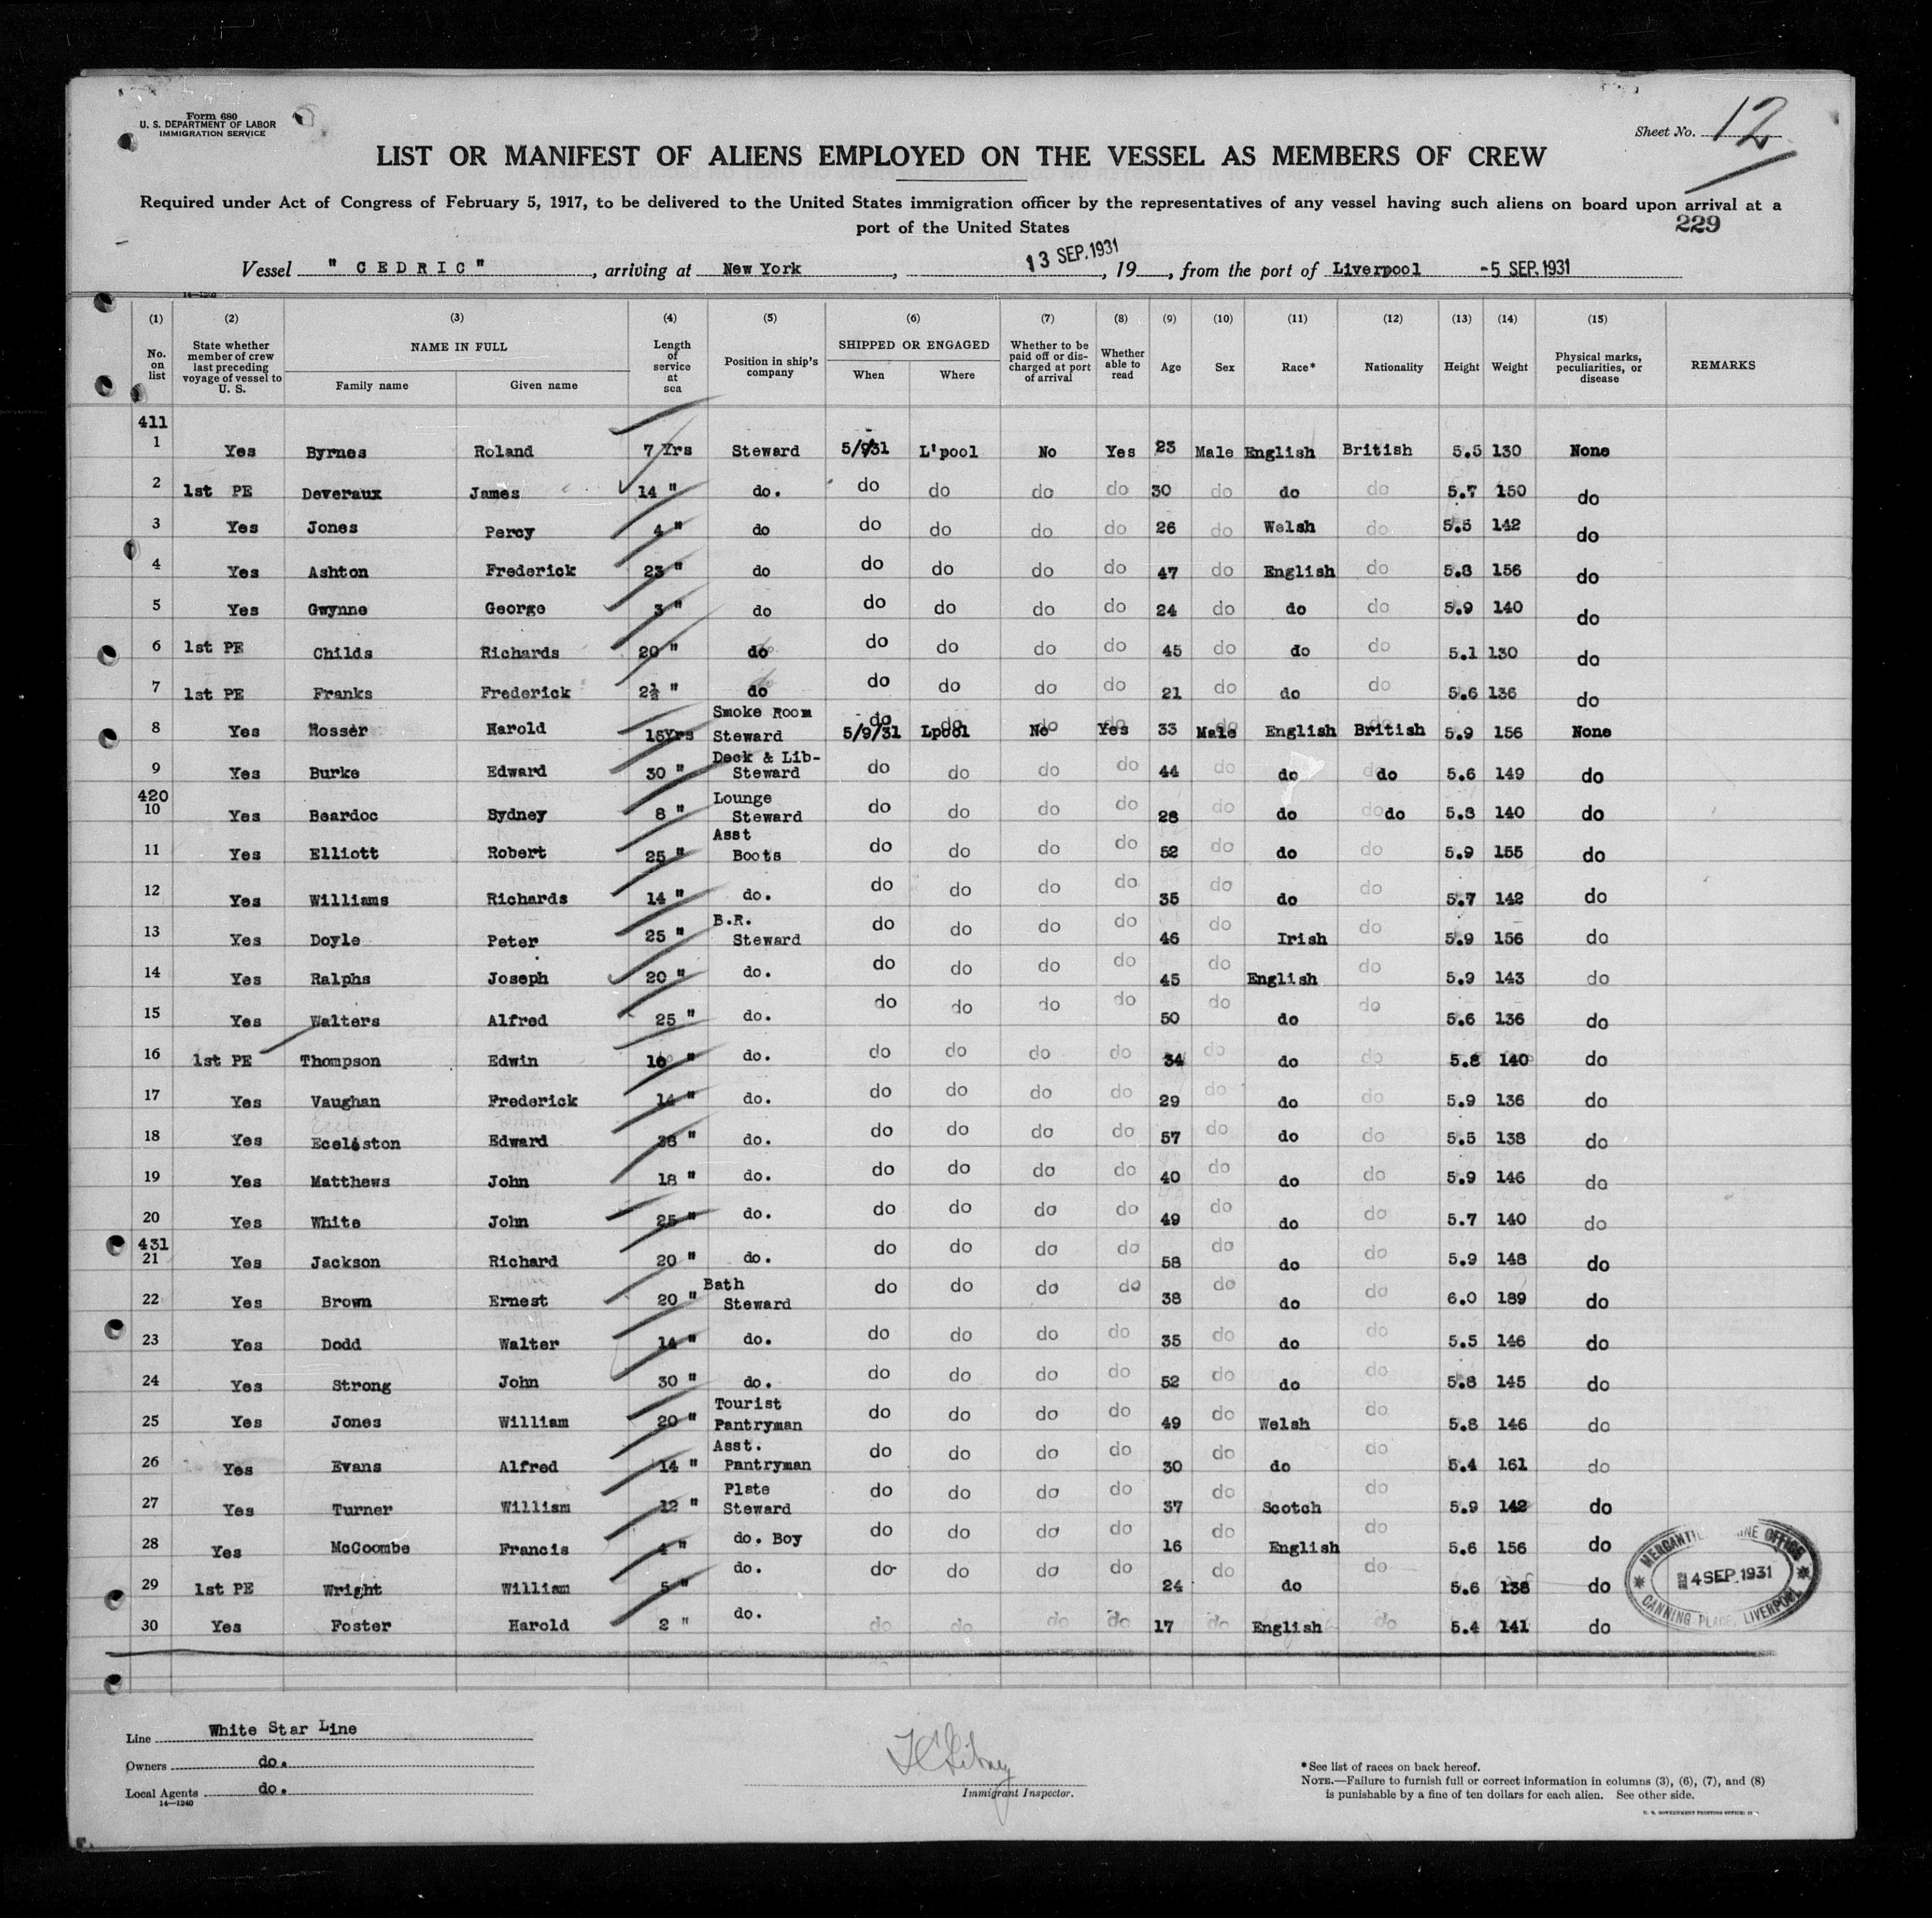 Form 680
U. S. DEPARTMENT OF LABOR
IMMIGRATION SERVICE
Sheet No. 12
LIST OR MANIFEST OF ALIENS EMPLOYED ON THE VESSEL AS MEMBERS OF CREW
Required under Act of Congress of February 5, 1917, to be delivered to the United States immigration officer by the representatives of any vessel having such aliens on board upon arrival at a
port of the United States
229
Vessel "CEDRIC", arriving at New York, 13 SEP. 1931, 19, from the port of Liverpool -5 SEP. 1931
14—1240
(1) (2) (3) (4) (5) (6) (7) (8) (9) (10) (11) (12) (13) (14) (15)
No. on list State whether member of crew last preceding voyage of vessel to U. S. NAME IN FULL Family name Given name Length of service at sea Position in ship's company SHIPPED OR ENGAGED When Where Whether to be paid off or discharged at port of arrival Whether able to read Age Sex Race* Nationality Height Weight Physical marks, peculiarities, or disease REMARKS
411
1 Yes Byrnes Roland 7 Yrs Steward 5/9/31 L'pool No Yes 23 Male English British 5.5 130 None
2 1st PE Deveraux James 14 " do. do do do do 30 do do do 5.7 150 do
3 Yes Jones Percy 4 " do do do do do 26 do Welsh do 5.5 142 do
4 Yes Ashton Frederick 23 " do do do do do 47 do English do 5.8 156 do
5 Yes Gwynne George 3 " do do do do do 24 do do do 5.9 140 do
6 1st PE Childs Richards 20 " do do do do do 45 do do do 5.1 130 do
7 1st PE Franks Frederick 2½ " do do do do do 21 do do do 5.6 136 do
8 Yes Rosser Harold 15Yrs Smoke Room Steward 5/9/31 Lpool No Yes 33 Male English British 5.9 156 None
9 Yes Burke Edward 30 " Deck & Lib- Steward do do do do 44 do do do 5.6 149 do
420
10 Yes Beardoc Sydney 8 " Lounge Steward do do do do 28 do do do 5.8 140 do
11 Yes Elliott Robert 25 " Asst Boots do do do do 52 do do do 5.9 155 do
12 Yes Williams Richards 14 " do. do do do do 35 do do do 5.7 142 do
13 Yes Doyle Peter 25 " B.R. Steward do do do do 46 do Irish do 5.9 156 do
14 Yes Ralphs Joseph 20 " do. do do do do 45 do English do 5.9 143 do
15 Yes Walters Alfred 25 " do. do do do do 50 do do do 5.6 136 do
16 1st PE Thompson Edwin " do. do do do do 34 do do do 5.8 140 do
17 Yes Vaughan Frederick 14 " do. do do do do 29 do do do 5.9 136 do
18 Yes Eceleston Edward 38 " do. do do do do 57 do do do 5.5 138 do
19 Yes Matthews John 18 " do. do do do do 40 do do do 5.9 146 do
20 Yes White John 25 " do. do do do do 49 do do do 5.7 140 do
431
21 Yes Jackson Richard 20 " do. do do do do 58 do do do 5.9 148 do
22 Yes Brown Ernest 20 " Bath Steward do do do do 38 do do do 6.0 189 do
23 Yes Dodd Walter 14 " do. do do do do 35 do do do 5.5 146 do
24 Yes Strong John 30 " do. do do do do 52 do do do 5.8 145 do
25 Yes Jones William 20 " Tourist Pantryman do do do do 49 do Welsh do 5.8 146 do
26 Yes Evans Alfred 14 " Asst. Pantryman do do do do 30 do do do 5.4 161 do
27 Yes Turner William 12 " Plate Steward do do do do 37 do Scotch do 5.9 142 do
28 Yes McCoombe Francis 4 " do. Boy do do do do 16 do English do 5.6 156 do
29 1st PE Wright William 5 " do. do do do do 24 do do do 5.6 138 do
30 Yes Foster Harold 2 " do. do do do do 17 do English do 5.4 141 do
MERCANTILE MARINE OFFICE
4 SEP. 1931
CANNING PLACE, LIVERPOOL
Line White Star Line
Owners do.
Local Agents do.
14—1240
Immigrant Inspector.
*See list of races on back hereof.
NOTE.—Failure to furnish full or correct information in columns (3), (6), (7), and (8)
is punishable by a fine of ten dollars for each alien. See other side.
U. S. GOVERNMENT PRINTING OFFICE: